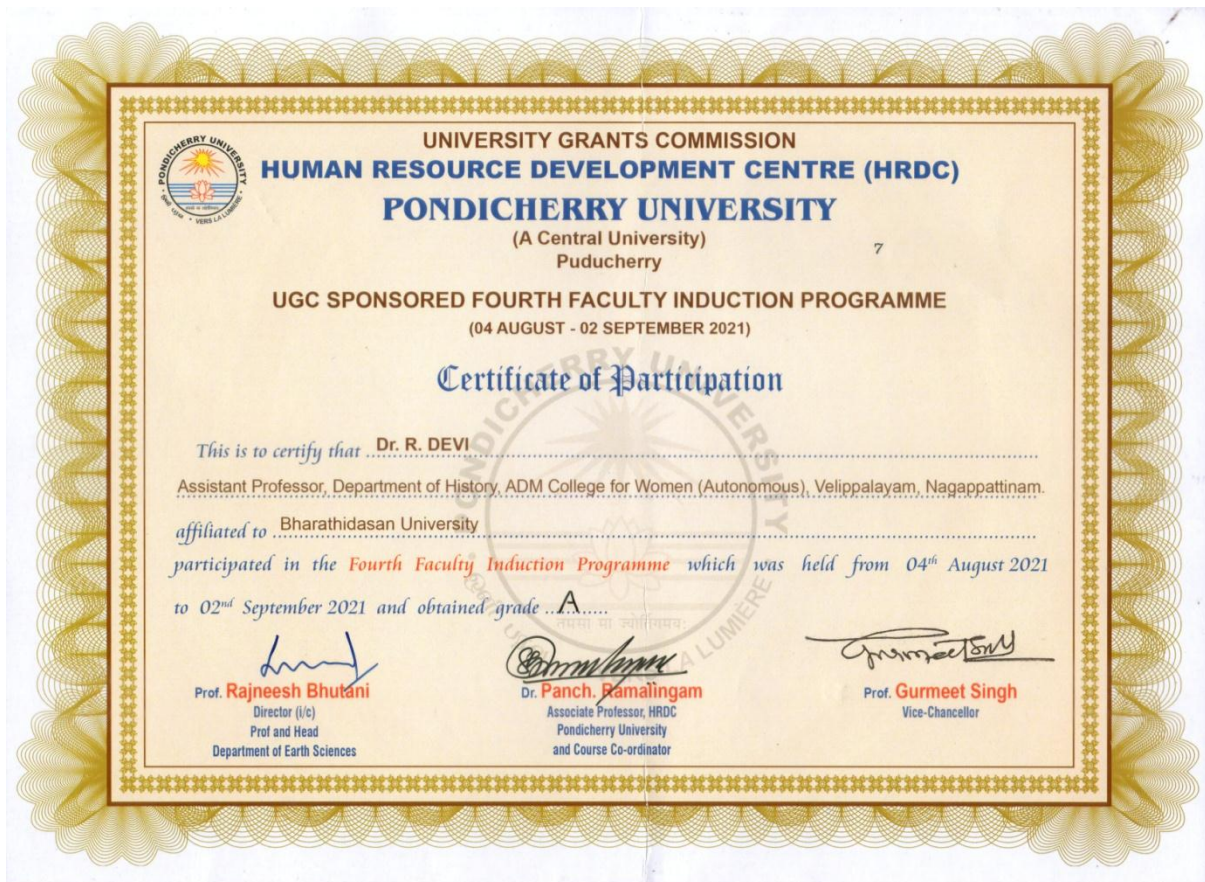 PONDICHERRY UNIVERSITY
VERS LA LUMIÈRE
UNIVERSITY GRANTS COMMISSION
HUMAN RESOURCE DEVELOPMENT CENTRE (HRDC)
PONDICHERRY UNIVERSITY
(A Central University)
7
Puducherry
UGC SPONSORED FOURTH FACULTY INDUCTION PROGRAMME
(04 AUGUST - 02 SEPTEMBER 2021)
Certificate of Participation
This is to certify that Dr. R. DEVI
Assistant Professor, Department of History, ADM College for Women (Autonomous), Velippalayam, Nagappattinam.
affiliated to Bharathidasan University
participated in the Fourth Faculty Induction Programme which was held from 04th August 2021
to 02nd September 2021 and obtained grade A
Prof. Rajneesh Bhutani
Director (i/c)
Prof and Head
Department of Earth Sciences
Dr. Panch. Ramalingam
Associate Professor, HRDC
Pondicherry University
and Course Co-ordinator
Prof. Gurmeet Singh
Vice-Chancellor